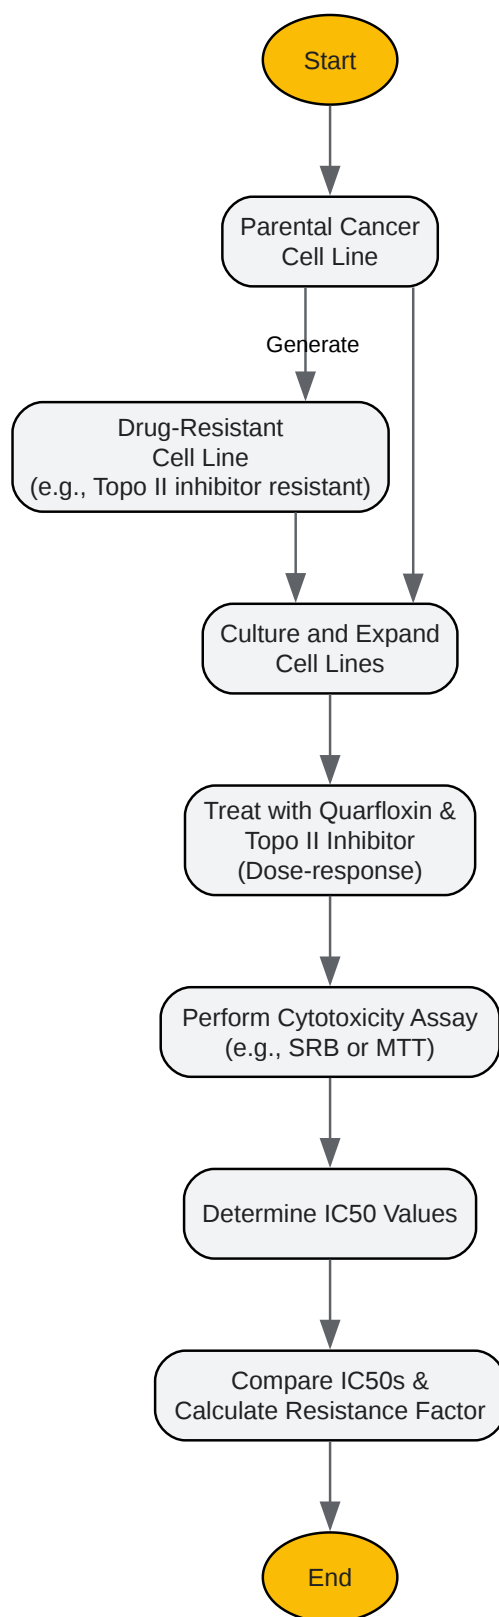 Start
Parental Cancer
Cell Line
Generate
Drug-Resistant
Cell Line
(e.g., Topo II inhibitor resistant)
Culture and Expand
Cell Lines
Treat with Quarfloxin &
Topo II Inhibitor
(Dose-response)
Perform Cytotoxicity Assay
(e.g., SRB or MTT)
Determine IC50 Values
Compare IC50s &
Calculate Resistance Factor
End